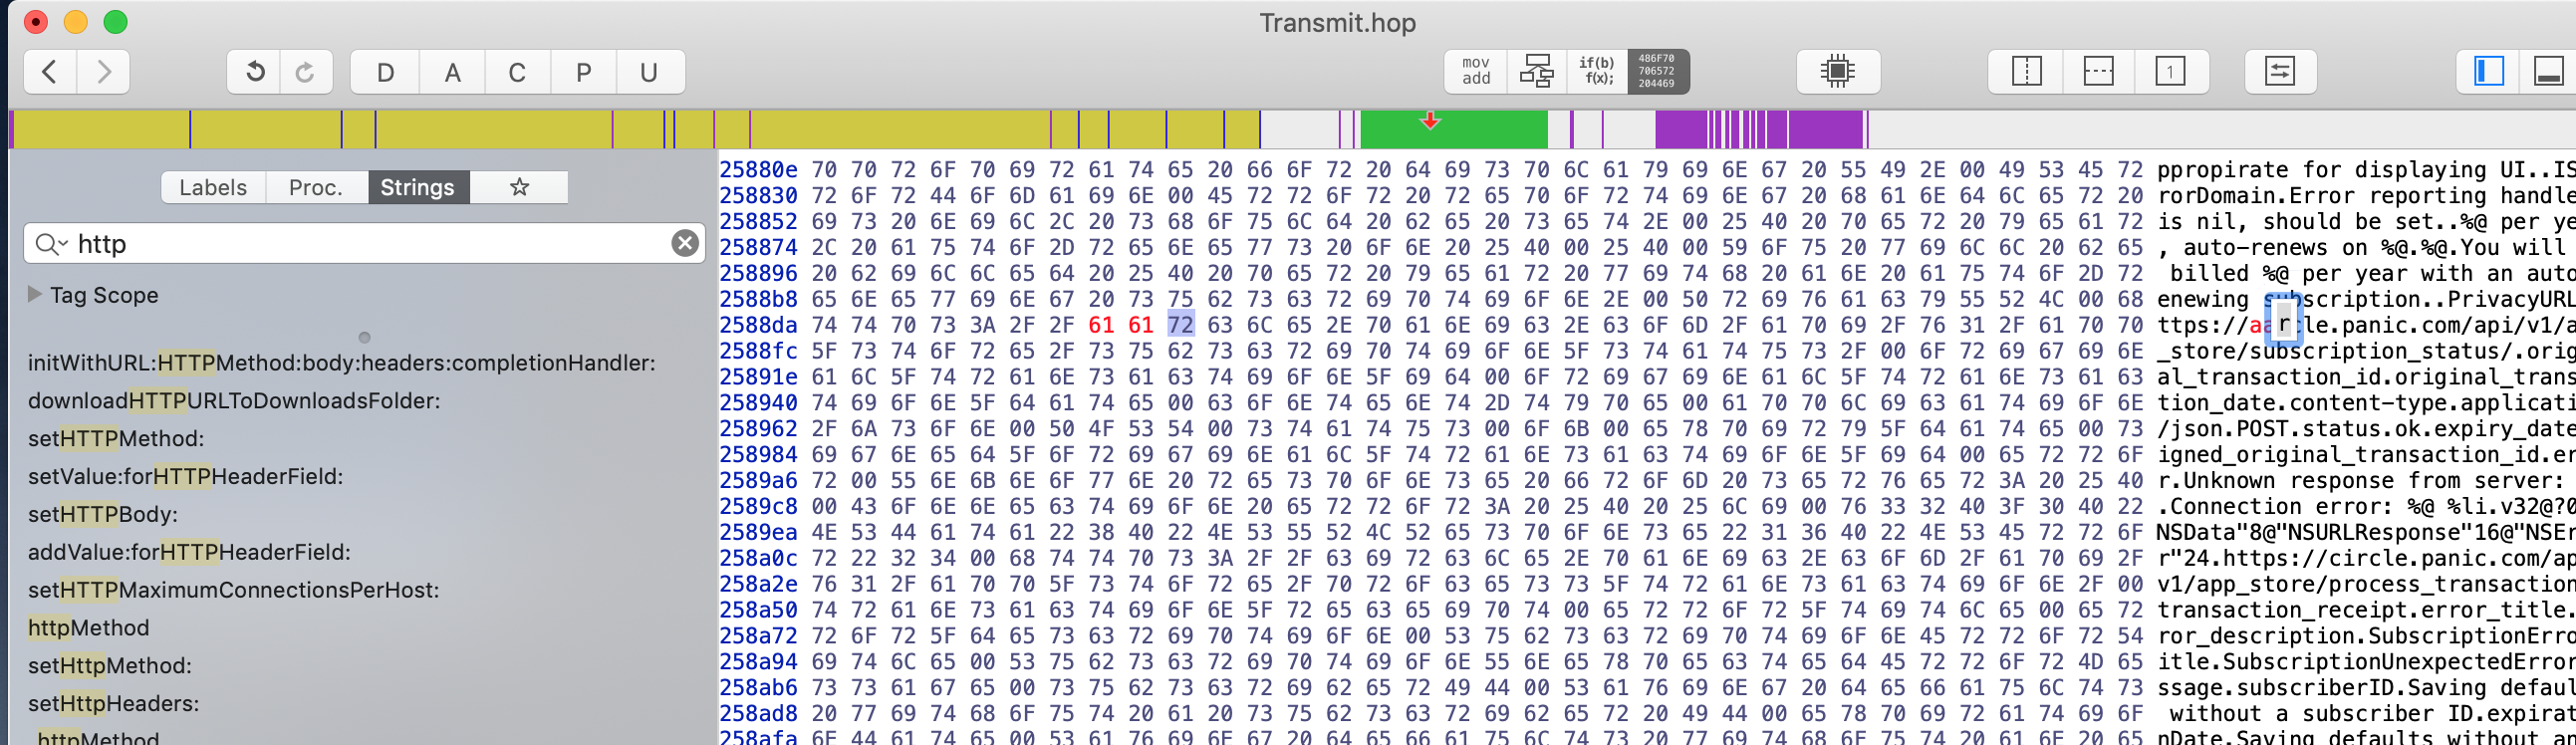 Transmit.hop
D A C P U
mov add
if(b) f(x);
486F70 706572 204469
1
Labels Proc. Strings
http
Tag Scope
initWithURL:HTTPMethod:body:headers:completionHandler:
downloadHTTPURLToDownloadsFolder:
setHTTPMethod:
setValue:forHTTPHeaderField:
setHTTPBody:
addValue:forHTTPHeaderField:
setHTTPMaximumConnectionsPerHost:
httpMethod
setHttpMethod:
setHttpHeaders:
httpMethod
25880e 70 70 72 6F 70 69 72 61 74 65 20 66 6F 72 20 64 69 73 70 6C 61 79 69 6E 67 20 55 49 2E 00 49 53 45 72 ppropirate for displaying UI..IS
258830 72 6F 72 44 6F 6D 61 69 6E 00 45 72 72 6F 72 20 72 65 70 6F 72 74 69 6E 67 20 68 61 6E 64 6C 65 72 20 rorDomain.Error reporting handle
258852 69 73 20 6E 69 6C 2C 20 73 68 6F 75 6C 64 20 62 65 20 73 65 74 2E 00 25 40 20 70 65 72 20 79 65 61 72 is nil, should be set..%@ per ye
258874 2C 20 61 75 74 6F 2D 72 65 6E 65 77 73 20 6F 6E 20 25 40 00 25 40 00 59 6F 75 20 77 69 6C 6C 20 62 65 , auto-renews on %@.%@.You will
258896 20 62 69 6C 6C 65 64 20 25 40 20 70 65 72 20 79 65 61 72 20 77 69 74 68 20 61 6E 20 61 75 74 6F 2D 72 billed %@ per year with an auto
2588b8 65 6E 65 77 69 6E 67 20 73 75 62 73 63 72 69 70 74 69 6F 6E 2E 00 50 72 69 76 61 63 79 55 52 4C 00 68 enewing subscription..PrivacyURL
2588da 74 74 70 73 3A 2F 2F 61 61 72 63 6C 65 2E 70 61 6E 69 63 2E 63 6F 6D 2F 61 70 69 2F 76 31 2F 61 70 70 ttps://aarcle.panic.com/api/v1/a
2588fc 5F 73 74 6F 72 65 2F 73 75 62 73 63 72 69 70 74 69 6F 6E 5F 73 74 61 74 75 73 2F 00 6F 72 69 67 69 6E _store/subscription_status/.orig
25891e 61 6C 5F 74 72 61 6E 73 61 63 74 69 6F 6E 5F 69 64 00 6F 72 69 67 69 6E 61 6C 5F 74 72 61 6E 73 61 63 al_transaction_id.original_trans
258940 74 69 6F 6E 5F 64 61 74 65 00 63 6F 6E 74 65 6E 74 2D 74 79 70 65 00 61 70 70 6C 69 63 61 74 69 6F 6E tion_date.content-type.applicati
258962 2F 6A 73 6F 6E 00 50 4F 53 54 00 73 74 61 74 75 73 00 6F 6B 00 65 78 70 69 72 79 5F 64 61 74 65 00 73 /json.POST.status.ok.expiry_date
258984 69 67 6E 65 64 5F 6F 72 69 67 69 6E 61 6C 5F 74 72 61 6E 73 61 63 74 69 6F 6E 5F 69 64 00 65 72 72 6F igned_original_transaction_id.er
2589a6 72 00 55 6E 6B 6E 6F 77 6E 20 72 65 73 70 6F 6E 73 65 20 66 72 6F 6D 20 73 65 72 76 65 72 3A 20 25 40 r.Unknown response from server:
2589c8 00 43 6F 6E 6E 65 63 74 69 6F 6E 20 65 72 72 6F 72 3A 20 25 40 20 25 6C 69 00 76 33 32 40 3F 30 40 22 .Connection error: %@ %li.v32@?0
2589ea 4E 53 44 61 74 61 22 38 40 22 4E 53 55 52 4C 52 65 73 70 6F 6E 73 65 22 31 36 40 22 4E 53 45 72 72 6F NSData"8@"NSURLResponse"16@"NSEr
258a0c 72 22 32 34 00 68 74 74 70 73 3A 2F 2F 63 69 72 63 6C 65 2E 70 61 6E 69 63 2E 63 6F 6D 2F 61 70 69 2F r"24.https://circle.panic.com/ap
258a2e 76 31 2F 61 70 70 5F 73 74 6F 72 65 2F 70 72 6F 63 65 73 73 5F 74 72 61 6E 73 61 63 74 69 6F 6E 2F 00 v1/app_store/process_transaction
258a50 74 72 61 6E 73 61 63 74 69 6F 6E 5F 72 65 63 65 69 70 74 00 65 72 72 6F 72 5F 74 69 74 6C 65 00 65 72 transaction_receipt.error_title.
258a72 72 6F 72 5F 64 65 73 63 72 69 70 74 69 6F 6E 00 53 75 62 73 63 72 69 70 74 69 6F 6E 45 72 72 6F 72 54 ror_description.SubscriptionErro
258a94 69 74 6C 65 00 53 75 62 73 63 72 69 70 74 69 6F 6E 55 6E 65 78 70 65 63 74 65 64 45 72 72 6F 72 4D 65 itle.SubscriptionUnexpectedError
258ab6 73 73 61 67 65 00 73 75 62 73 63 72 69 62 65 72 49 44 00 53 61 76 69 6E 67 20 64 65 66 61 75 6C 74 73 ssage.subscriberID.Saving defaul
258ad8 20 77 69 74 68 6F 75 74 20 61 20 73 75 62 73 63 72 69 62 65 72 20 49 44 00 65 78 70 69 72 61 74 69 6F without a subscriber ID.expirat
258afa 6E 44 61 74 65 00 53 61 76 69 6E 67 20 64 65 66 61 75 6C 74 73 20 77 69 74 68 6F 75 74 20 61 6E 20 65 nDate.Saving defaults without an